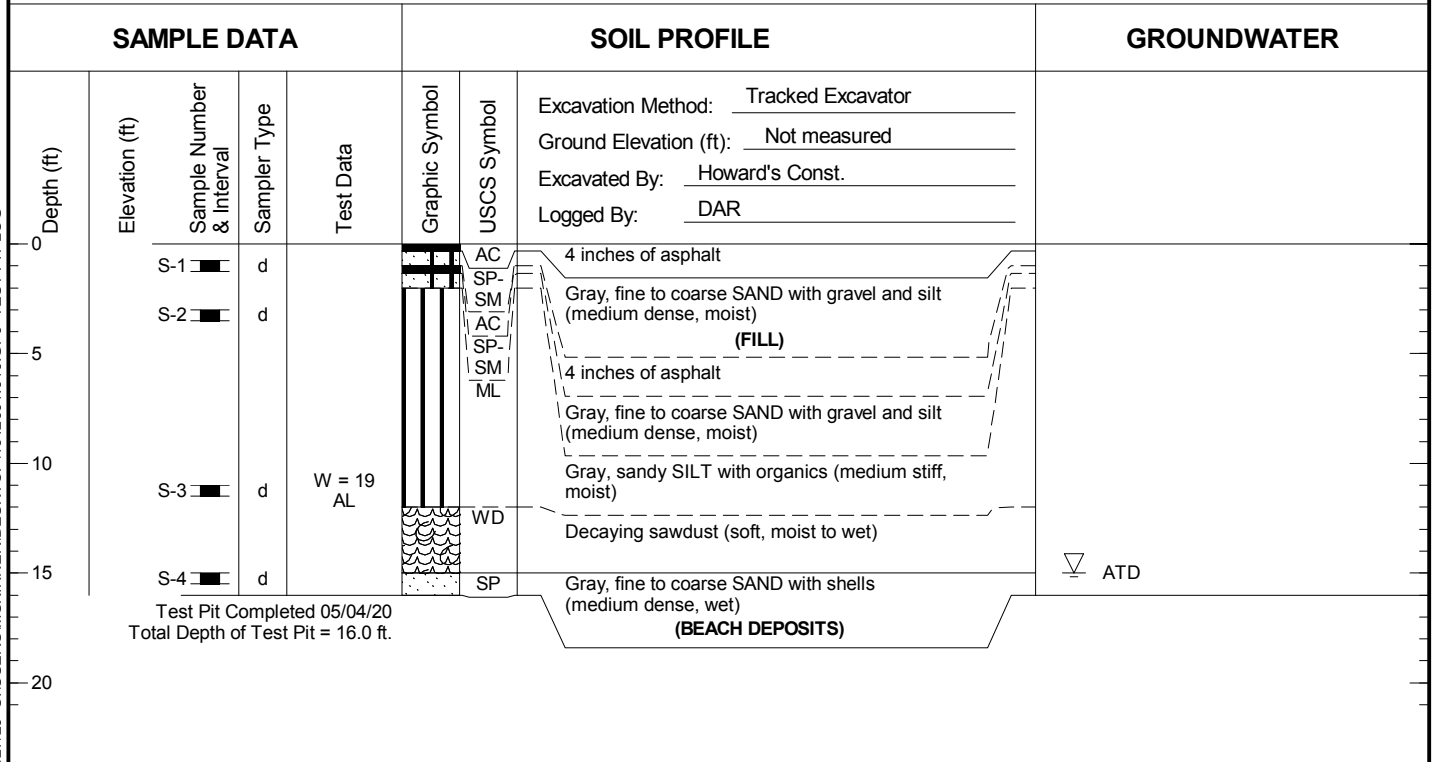 SAMPLE DATA
SOIL PROFILE
GROUNDWATER
Depth (ft)
Elevation (ft)
Sample Number
& Interval
Sampler Type
Test Data
Graphic Symbol
USCS Symbol
Excavation Method: Tracked Excavator
Ground Elevation (ft): Not measured
Excavated By: Howard's Const.
Logged By: DAR
0
S-1 d
AC
4 inches of asphalt
SP-
SM
Gray, fine to coarse SAND with gravel and silt
(medium dense, moist)
(FILL)
S-2 d
AC
4 inches of asphalt
5
SP-
SM
Gray, fine to coarse SAND with gravel and silt
(medium dense, moist)
ML
Gray, sandy SILT with organics (medium stiff,
moist)
10
S-3 d
W = 19
AL
WD
Decaying sawdust (soft, moist to wet)
15
S-4 d
SP
Gray, fine to coarse SAND with shells
(medium dense, wet)
(BEACH DEPOSITS)
ATD
Test Pit Completed 05/04/20
Total Depth of Test Pit = 16.0 ft.
20